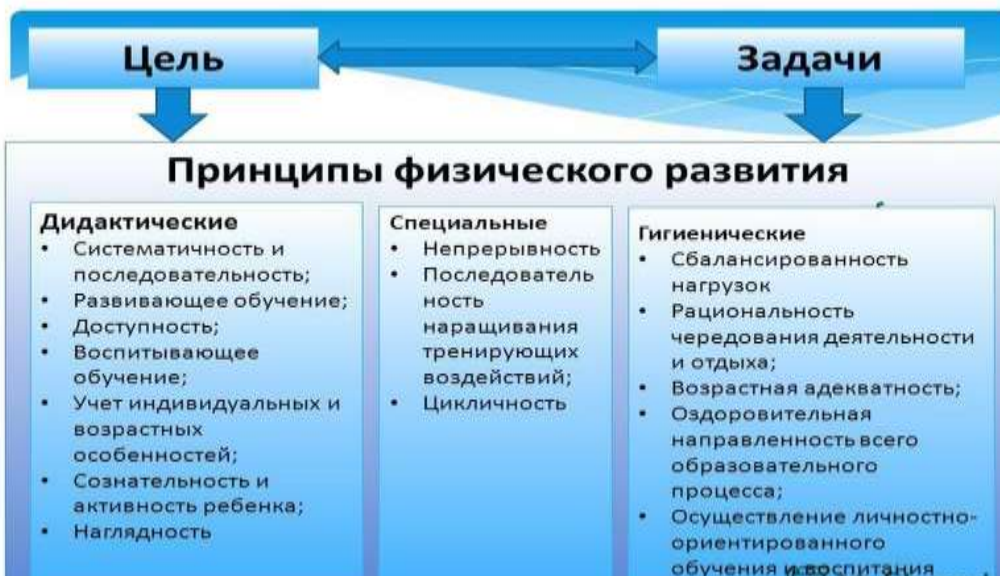 Цель
Задачи
Принципы физического развития
Дидактические
• Систематичность и
последовательность;
• Развивающее обучение;
• Доступность;
• Воспитывающее
обучение;
• Учет индивидуальных и
возрастных
особенностей;
• Сознательность и
активность ребенка;
• Наглядность
Специальные
• Непрерывность
• Последователь
ность
наращивания
тренирующих
воздействий;
• Цикличность
Гигиенические
• Сбалансированность
нагрузок
• Рациональность
чередования деятельности
и отдыха;
• Возрастная адекватность;
• Оздоровительная
направленность всего
образовательного
процесса;
• Осуществление личностно-
ориентированного
обучения и воспитания